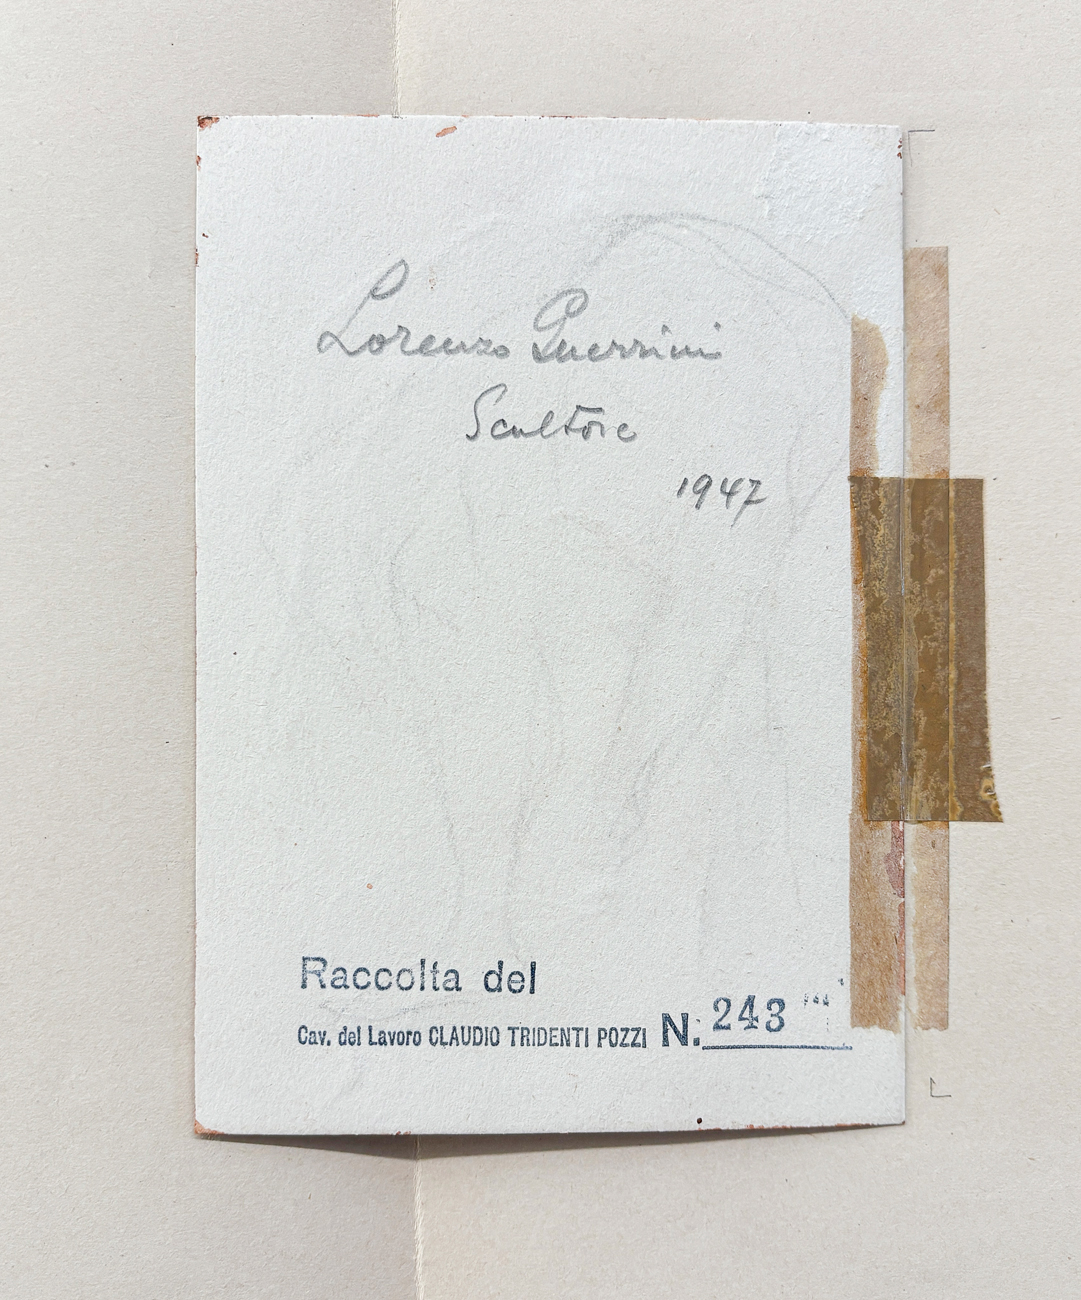 Lorenzo Guerrini
Scultore
1947
Raccolta del
Cav. del Lavoro CLAUDIO TRIDENTI POZZI N. 243